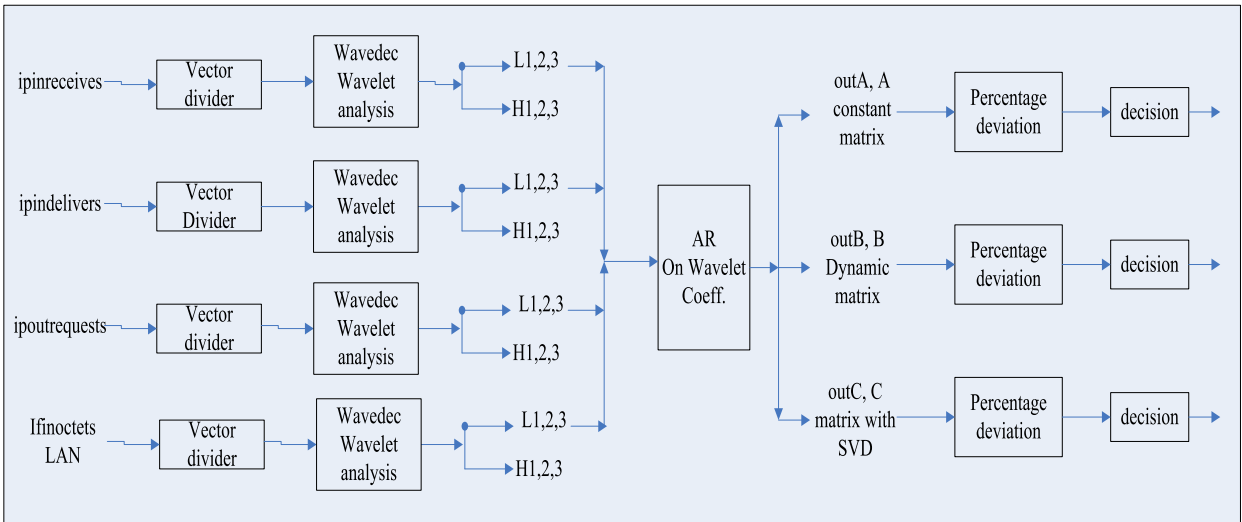 ipinreceives
Vector
divider
Wavedec
Wavelet
analysis
L1,2,3
H1,2,3
ipindelivers
Vector
Divider
Wavedec
Wavelet
analysis
L1,2,3
H1,2,3
ipoutrequests
Vector
divider
Wavedec
Wavelet
analysis
L1,2,3
H1,2,3
Ifinoctets
LAN
Vector
divider
Wavedec
Wavelet
analysis
L1,2,3
H1,2,3
AR
On Wavelet
Coeff.
outA, A
constant
matrix
Percentage
deviation
decision
outB, B
Dynamic
matrix
Percentage
deviation
decision
outC, C
matrix with
SVD
Percentage
deviation
decision